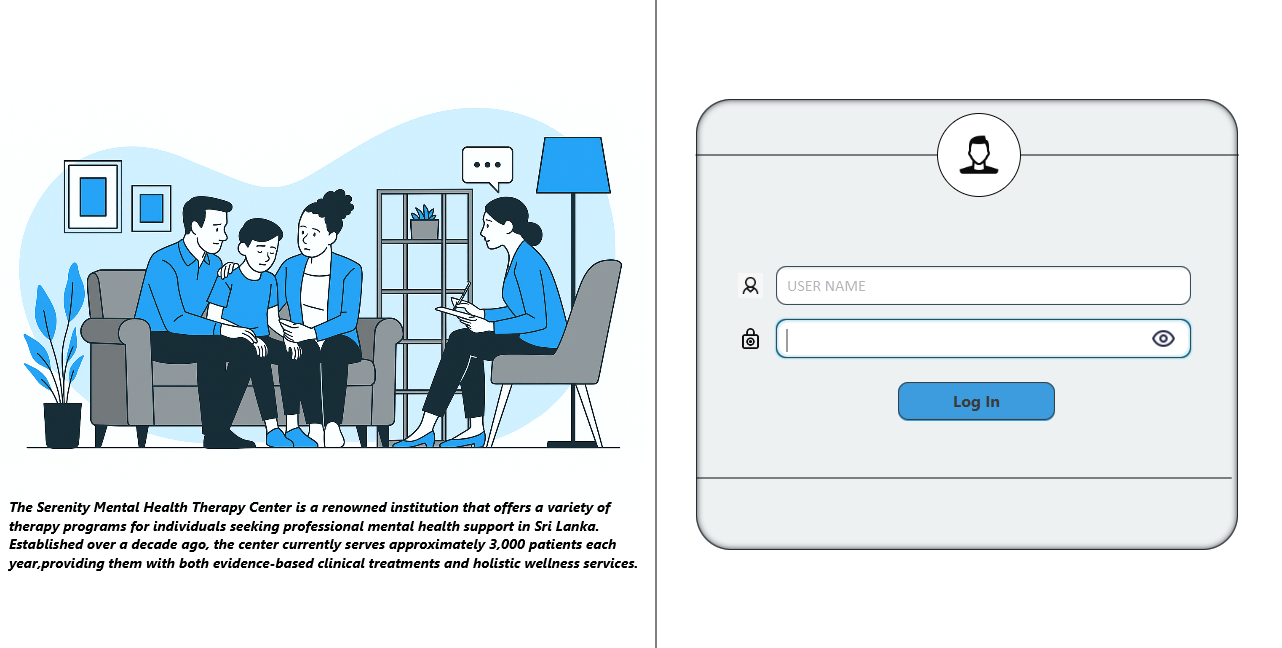 The Serenity Mental Health Therapy Center is a renowned institution that offers a variety of
therapy programs for individuals seeking professional mental health support in Sri Lanka.
Established over a decade ago, the center currently serves approximately 3,000 patients each
year,providing them with both evidence-based clinical treatments and holistic wellness services.
USER NAME
Log In